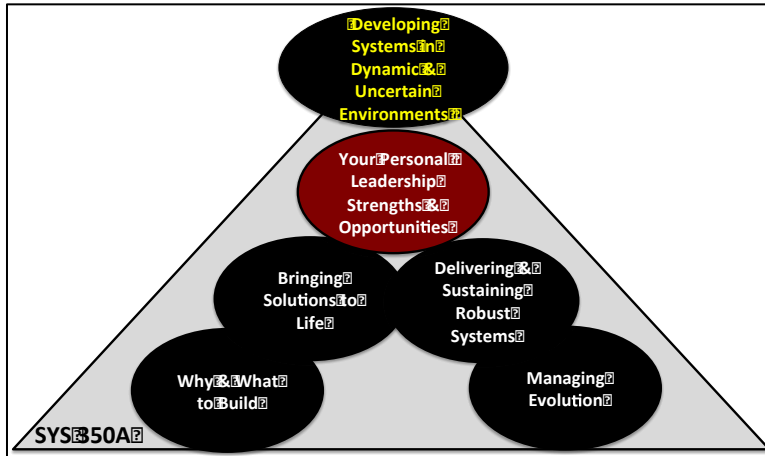 Developing
Systems in
Dynamic &
Uncertain
Environments
Your Personal
Leadership
Strengths &
Opportunities
Bringing
Solutions to
Life
Delivering &
Sustaining
Robust
Systems
Why & What
to Build
Managing
Evolution
SYS 350A